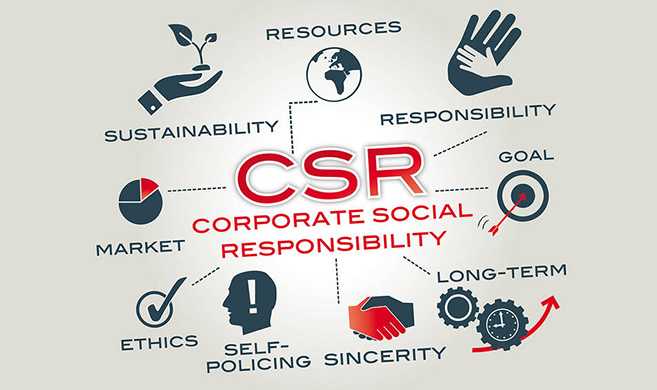 RESOURCES
SUSTAINABILITY
RESPONSIBILITY
GOAL
CSR
CORPORATE SOCIAL
RESPONSIBILITY
MARKET
LONG-TERM
ETHICS
SELF-
POLICING
SINCERITY